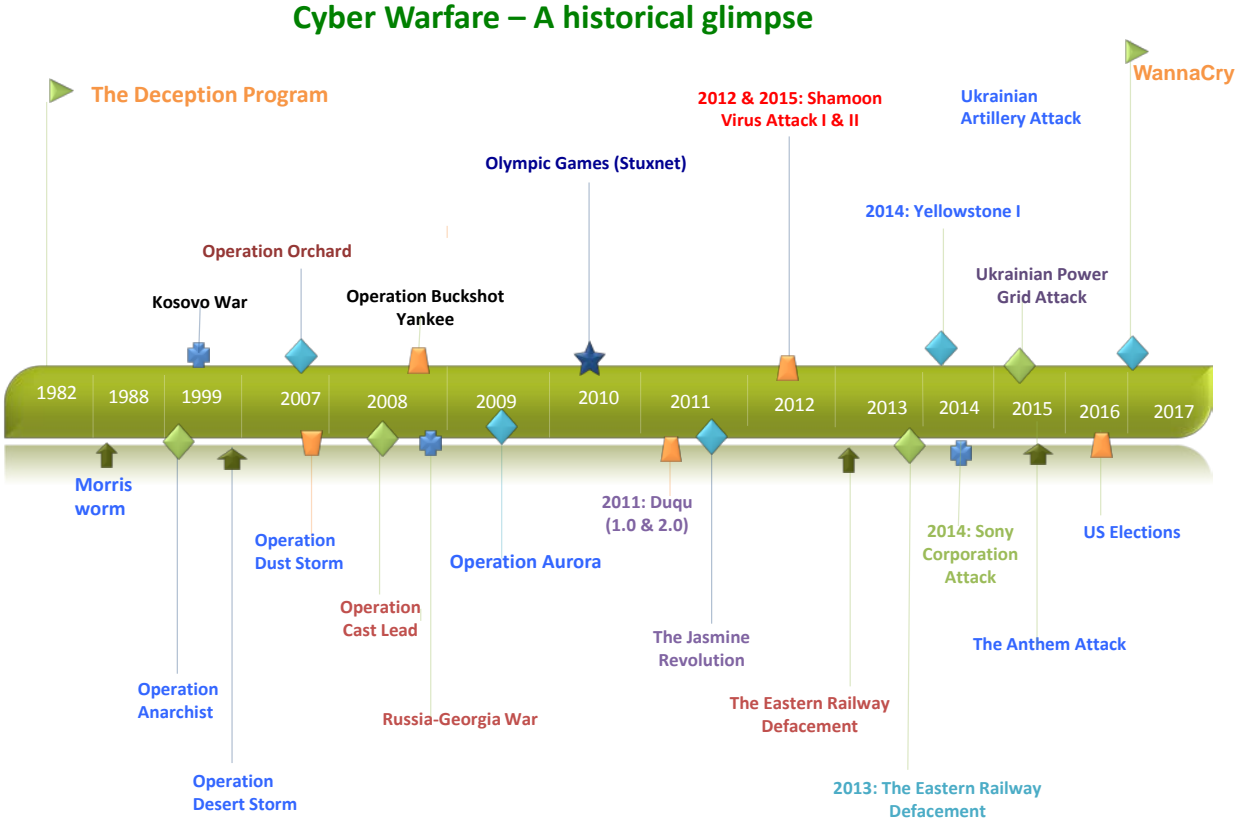 Cyber Warfare – A historical glimpse
The Deception Program
WannaCry
2012 & 2015: Shamoon
Virus Attack I & II
Ukrainian
Artillery Attack
Olympic Games (Stuxnet)
2014: Yellowstone I
Operation Orchard
Ukrainian Power
Grid Attack
Kosovo War
Operation Buckshot
Yankee
1982
1988
1999
2007
2008
2009
2010
2011
2012
2013
2014
2015
2016
2017
Morris
worm
Operation
Dust Storm
Operation Aurora
2011: Duqu
(1.0 & 2.0)
2014: Sony
Corporation
Attack
US Elections
Operation
Cast Lead
The Jasmine
Revolution
The Anthem Attack
Operation
Anarchist
Russia-Georgia War
The Eastern Railway
Defacement
Operation
Desert Storm
2013: The Eastern Railway
Defacement